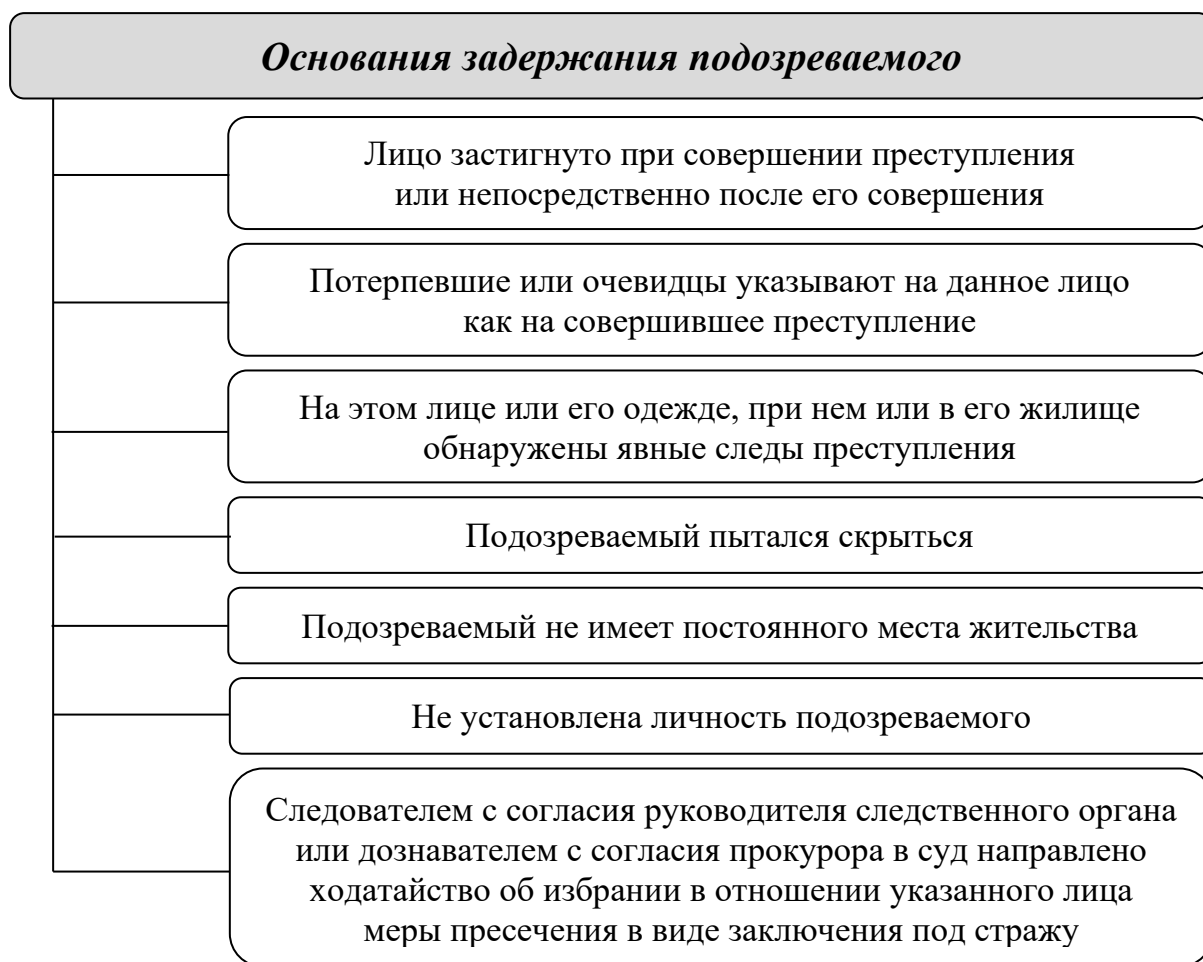 Основания задержания подозреваемого
Лицо застигнуто при совершении преступления
или непосредственно после его совершения
Потерпевшие или очевидцы указывают на данное лицо
как на совершившее преступление
На этом лице или его одежде, при нем или в его жилище
обнаружены явные следы преступления
Подозреваемый пытался скрыться
Подозреваемый не имеет постоянного места жительства
Не установлена личность подозреваемого
Следователем с согласия руководителя следственного органа
или дознавателем с согласия прокурора в суд направлено
ходатайство об избрании в отношении указанного лица
меры пресечения в виде заключения под стражу